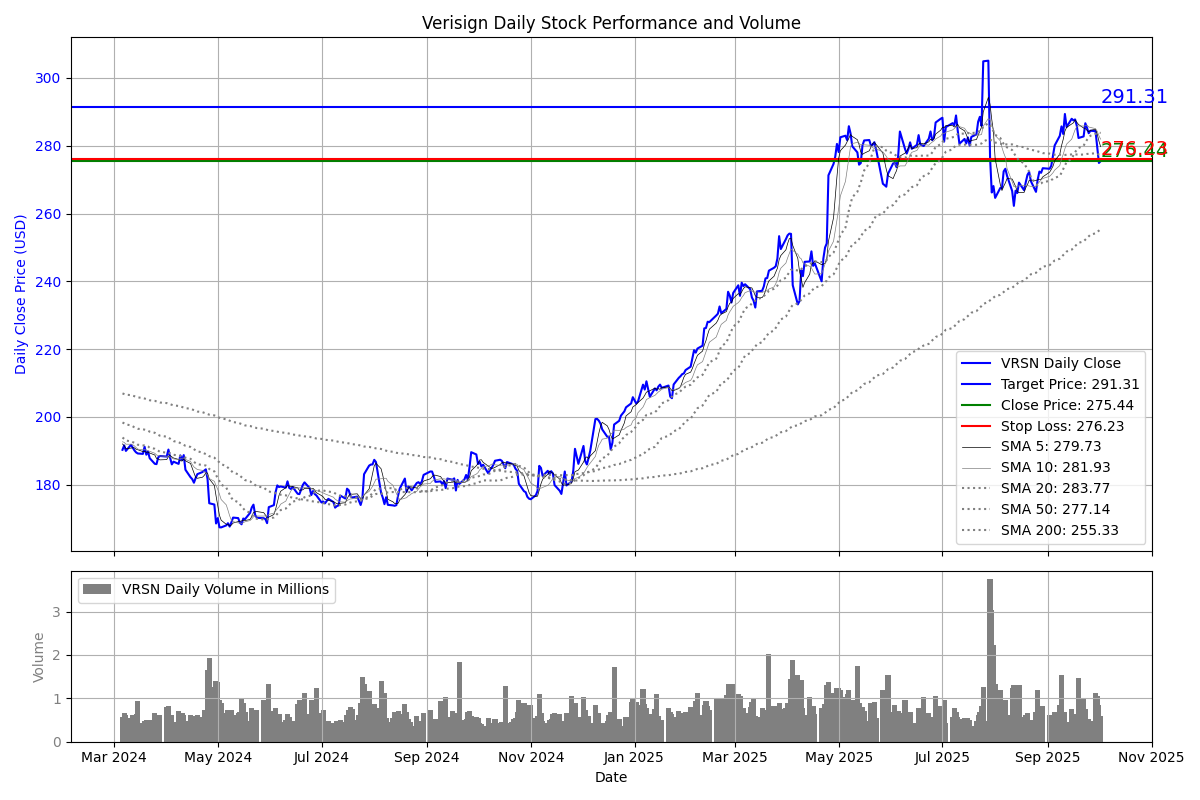 Verisign Daily Stock Performance and Volume
Daily Close Price (USD)
300
280
260
240
220
200
180
291.31
276.23
275.44
VRSN Daily Close
Target Price: 291.31
Close Price: 275.44
Stop Loss: 276.23
SMA 5: 279.73
SMA 10: 281.93
SMA 20: 283.77
SMA 50: 277.14
SMA 200: 255.33
VRSN Daily Volume in Millions
Volume
3
2
1
0
Mar 2024 May 2024 Jul 2024 Sep 2024 Nov 2024 Jan 2025 Mar 2025 May 2025 Jul 2025 Sep 2025 Nov 2025
Date